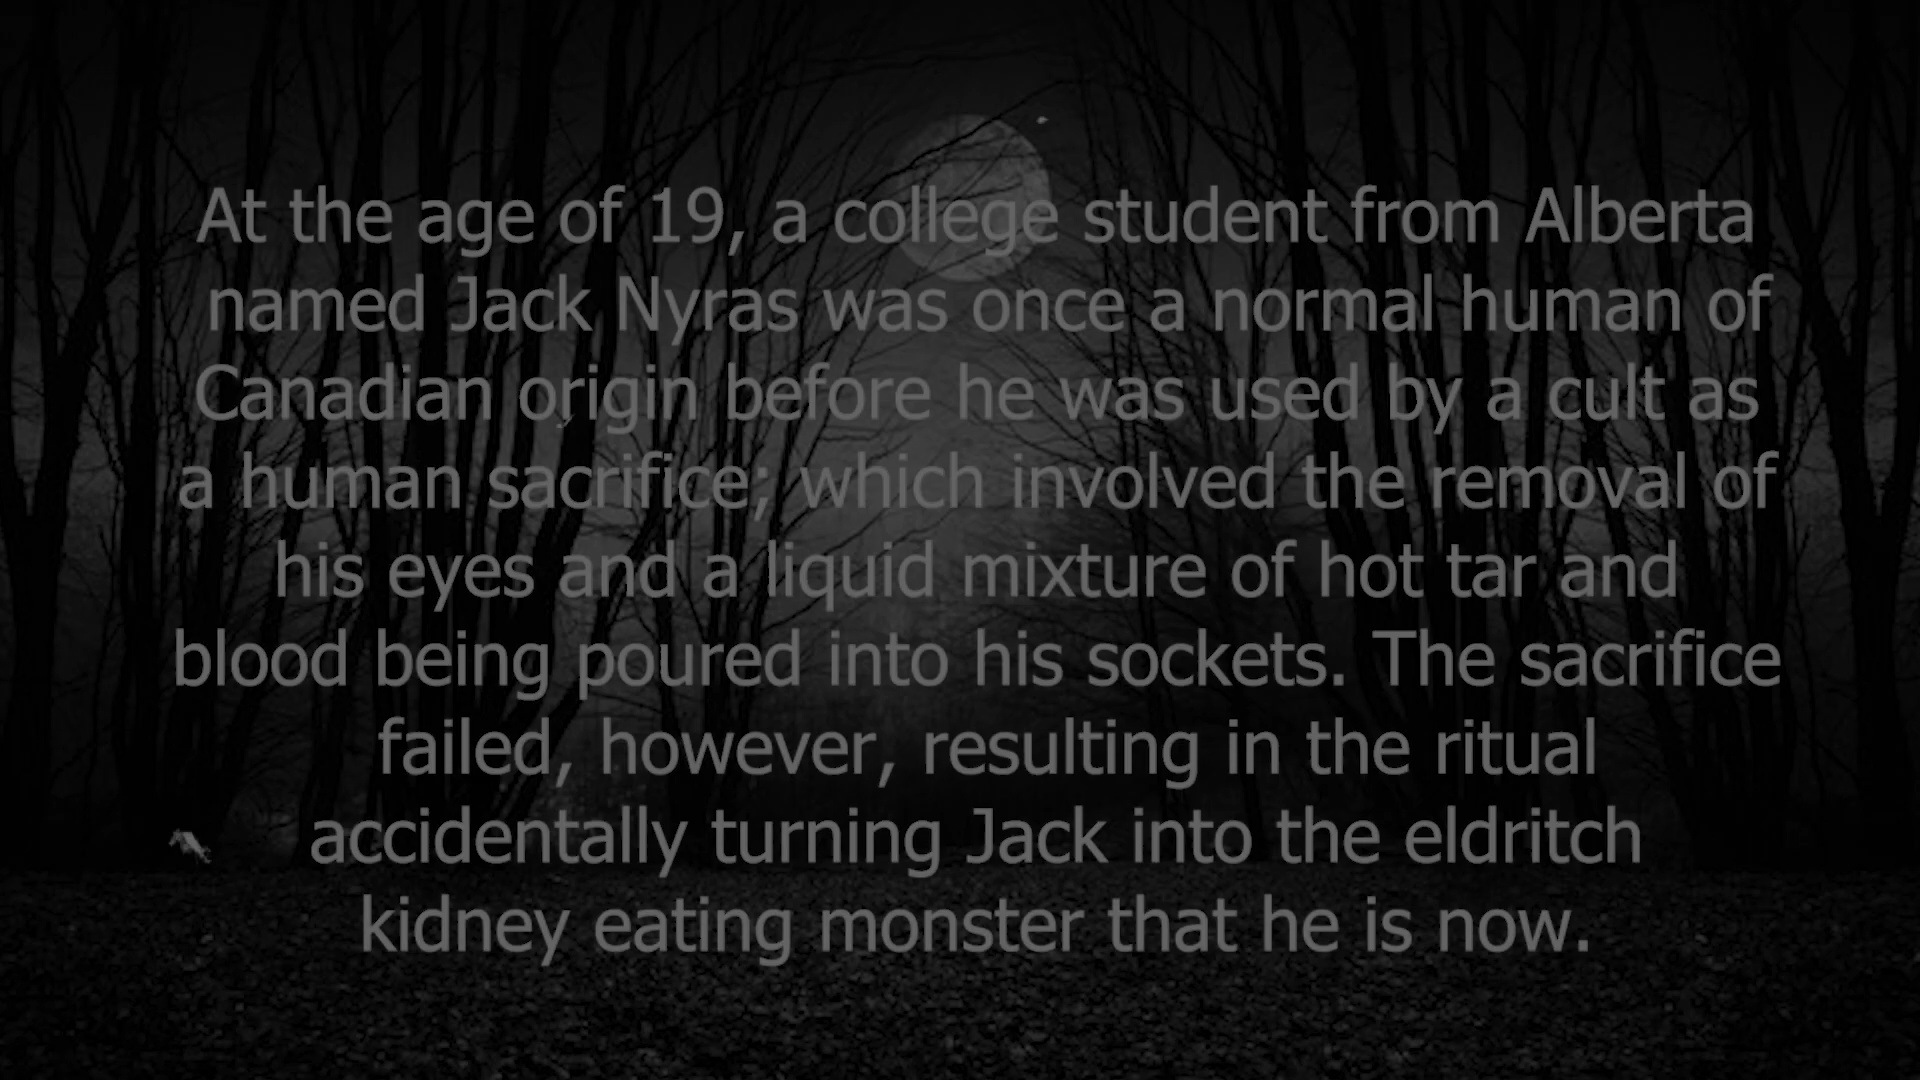 At the age of 19, a college student from Alberta
named Jack Nyras was once a normal human of
Canadian origin before he was used by a cult as
a human sacrifice; which involved the removal of
his eyes and a liquid mixture of hot tar and
blood being poured into his sockets. The sacrifice
failed, however, resulting in the ritual
accidentally turning Jack into the eldritch
kidney eating monster that he is now.